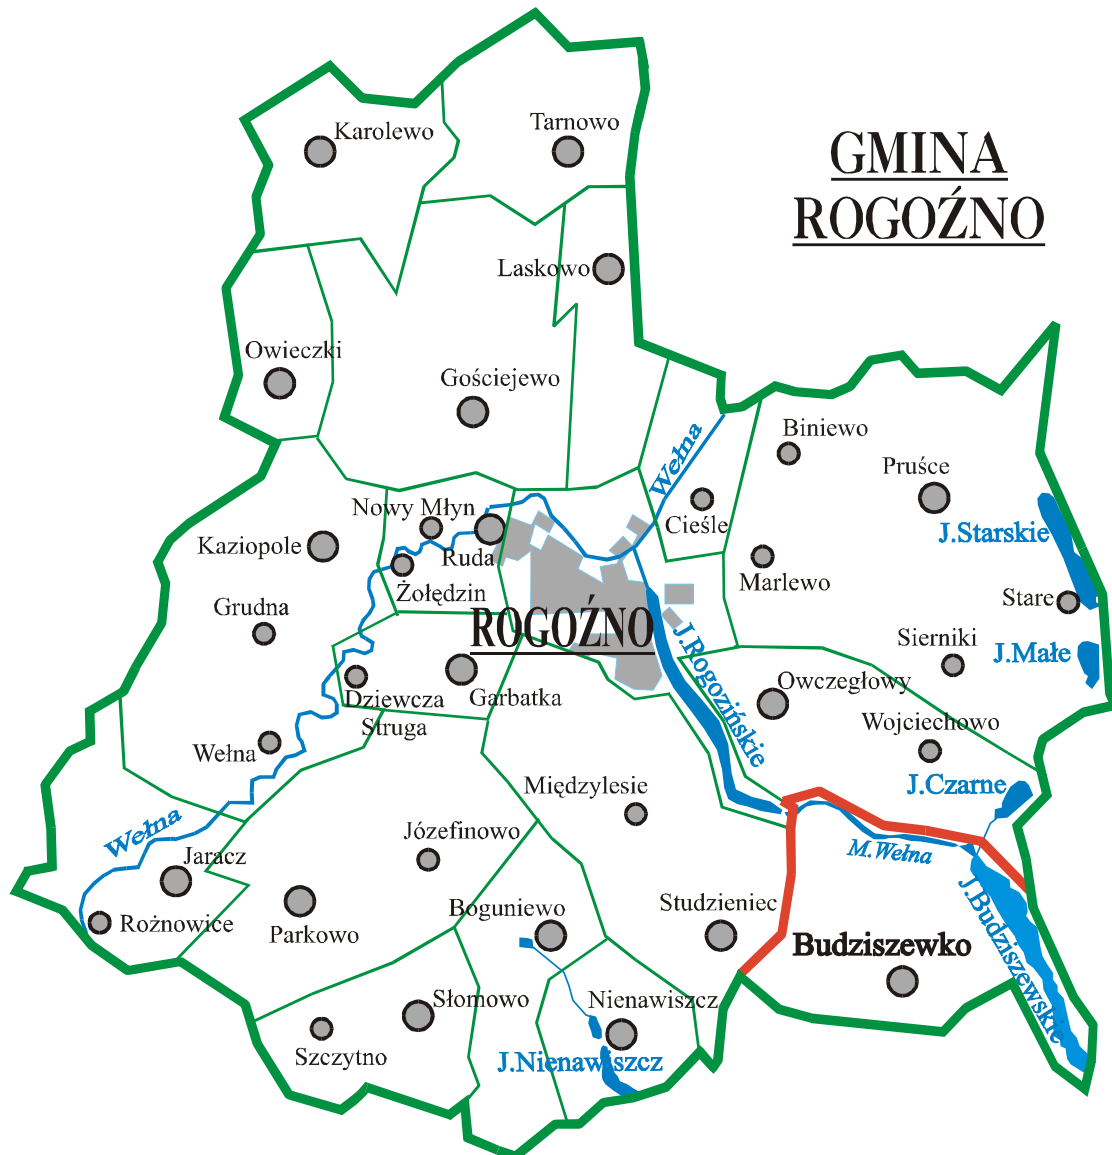 GMINA
ROGOŹNO
Karolewo
Tarnowo
Laskowo
Owieczki
Gościejewo
Biniewo
Wełna
Pruśce
Nowy Młyn
Cieśle
J.Starskie
Kaziopole
Ruda
Marlewo
Żołędzin
Stare
Grudna
ROGOŹNO
Sierniki
J.Małe
J.Rogozińskie
Owczegłowy
Dziewcza
Struga
Garbatka
Wojciechowo
Wełna
Międzylesie
J.Czarne
Wełna
Józefinowo
M.Wełna
Jaracz
Rożnowice
Parkowo
Boguniewo
Studzieniec
J.Budziszewskie
Budziszewko
Słomowo
Nienawiszcz
Szczytno
J.Nienawiszcz